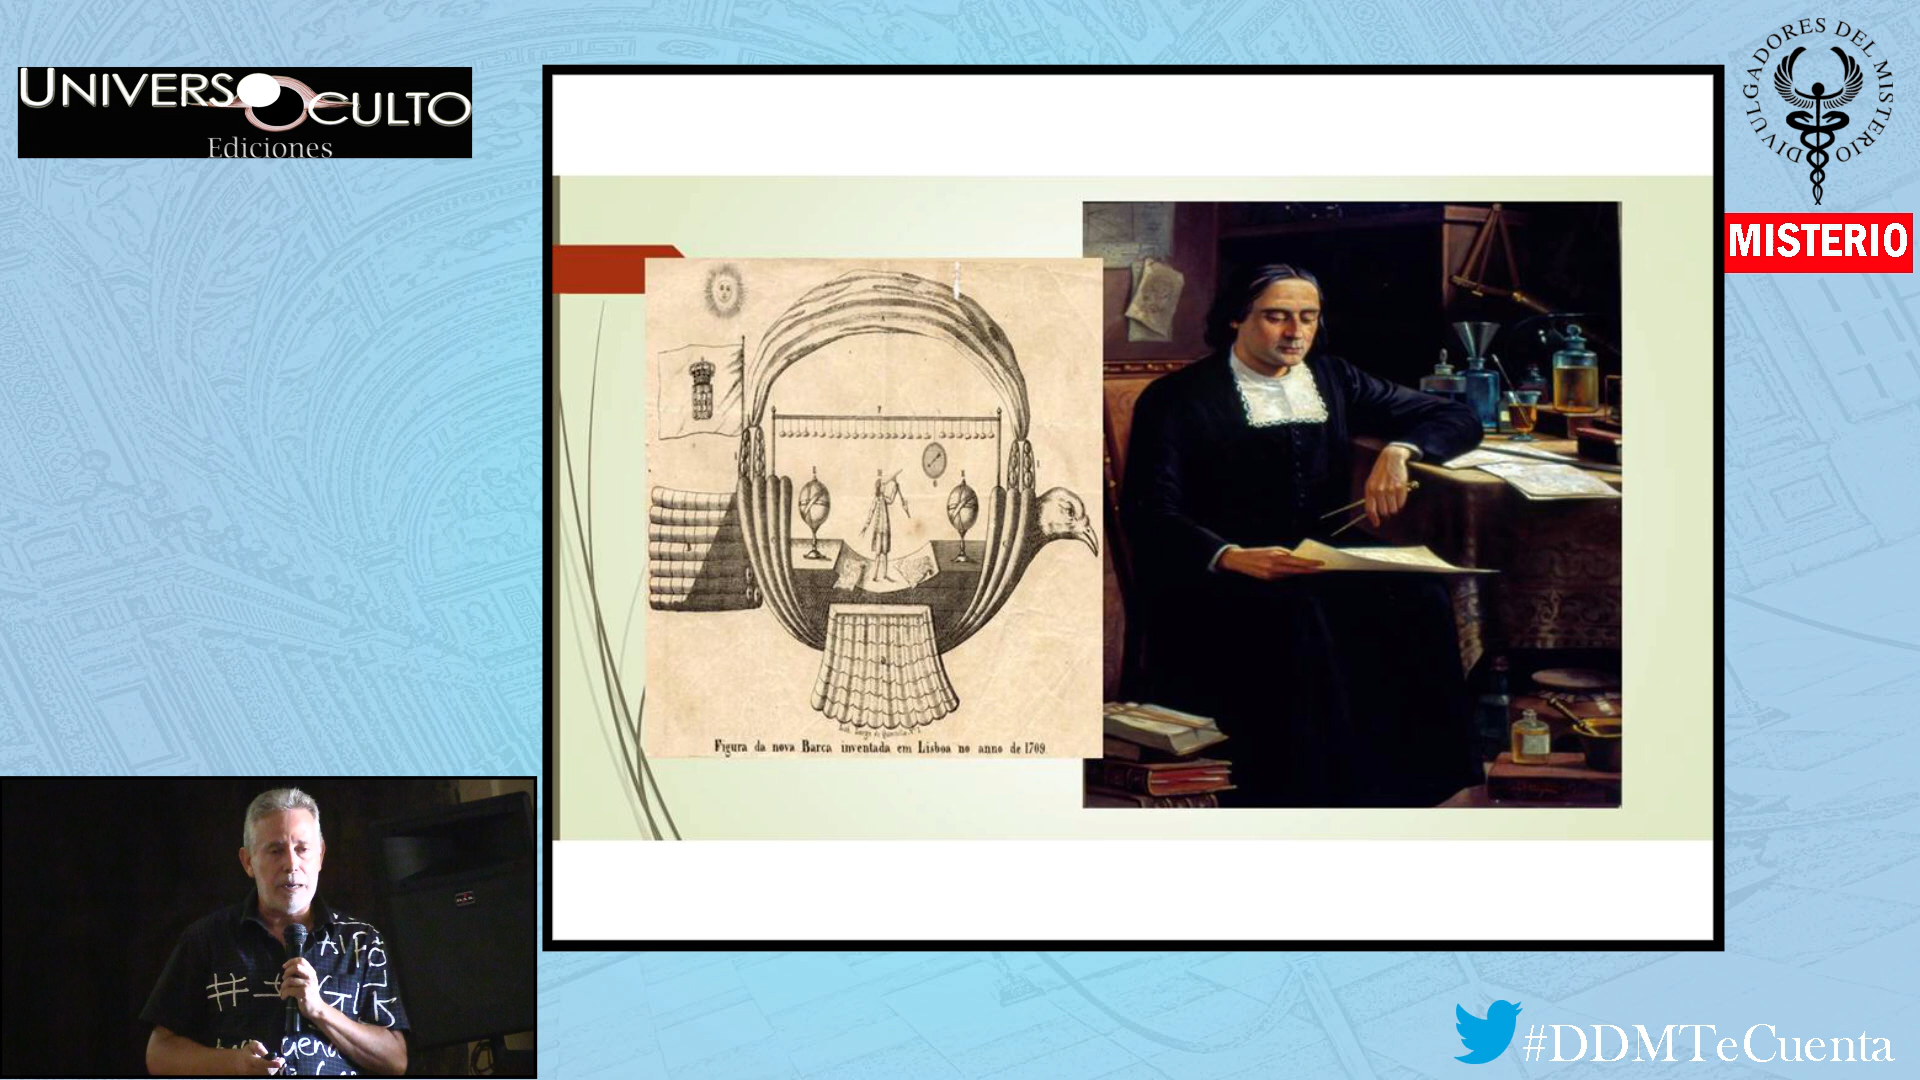 UNIVERSO OCULTO
Ediciones
DIVULGADORES DEL MISTERIO
MISTERIO
Figura da nova Barca inventada em Lisboa no anno de 1709
#DDMTeCuenta